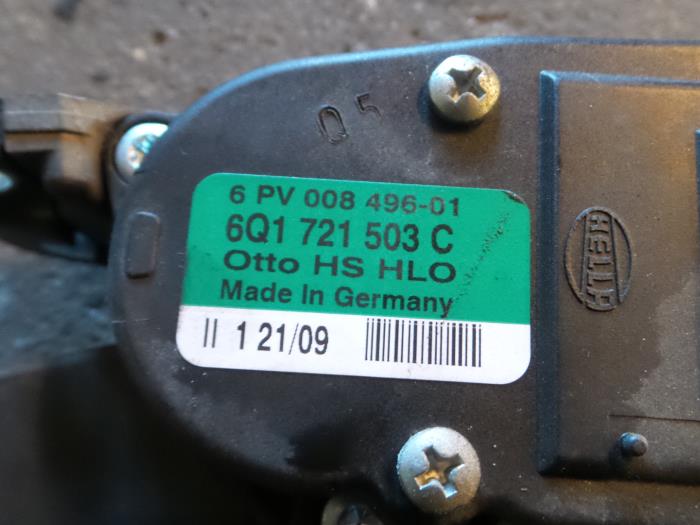 Q5
6 PV 008 496-01
6Q1 721 503 C
Otto HS HLO
Made In Germany
II 1 21/09
HELLA